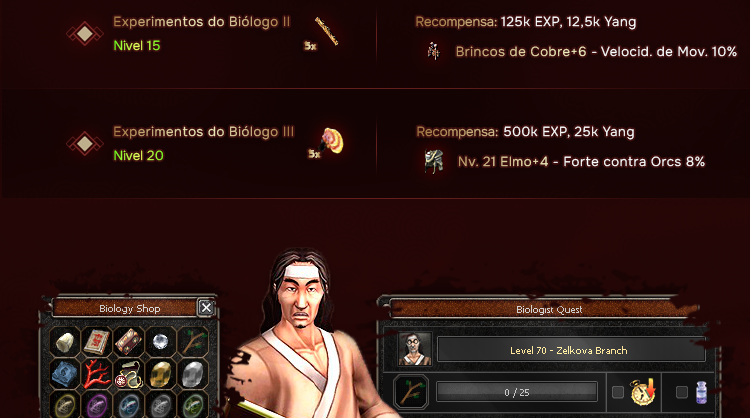 Experimentos do Biólogo II
Recompensa: 125k EXP, 12,5k Yang
Nivel 15
5x
Brincos de Cobre+6 - Velocid. de Mov. 10%
Experimentos do Biólogo III
Recompensa: 500k EXP, 25k Yang
Nivel 20
5x
Nv. 21 Elmo+4 - Forte contra Orcs 8%
Biology Shop
Biologist Quest
Level 70 - Zelkova Branch
0 / 25